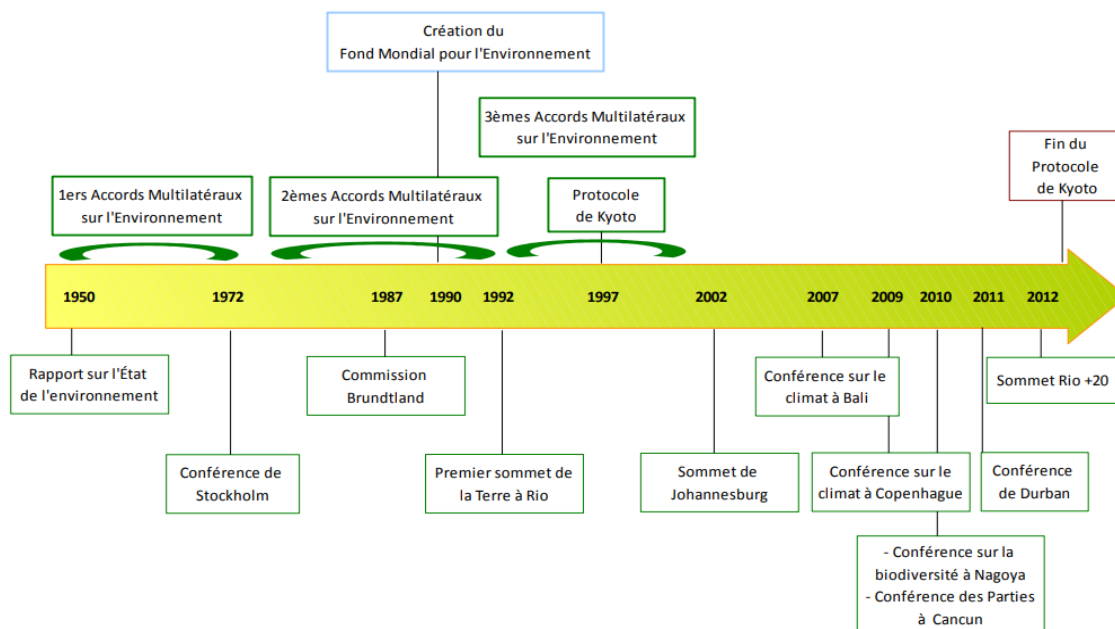 Création du
Fond Mondial pour l'Environnement
3èmes Accords Multilatéraux
sur l'Environnement
Fin du
Protocole
de Kyoto
1ers Accords Multilatéraux
sur l'Environnement
2èmes Accords Multilatéraux
sur l'Environnement
Protocole
de Kyoto
1950
1972
1987
1990
1992
1997
2002
2007
2009
2010
2011
2012
Rapport sur l'État
de l'environnement
Commission
Brundtland
Conférence sur le
climat à Bali
Sommet Rio +20
Conférence de
Stockholm
Premier sommet de
la Terre à Rio
Sommet de
Johannesburg
Conférence sur le
climat à Copenhague
Conférence
de Durban
- Conférence sur la
biodiversité à Nagoya
- Conférence des Parties
à Cancun